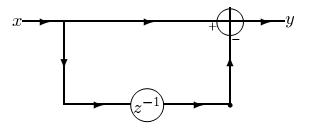 x + y
−
z⁻¹